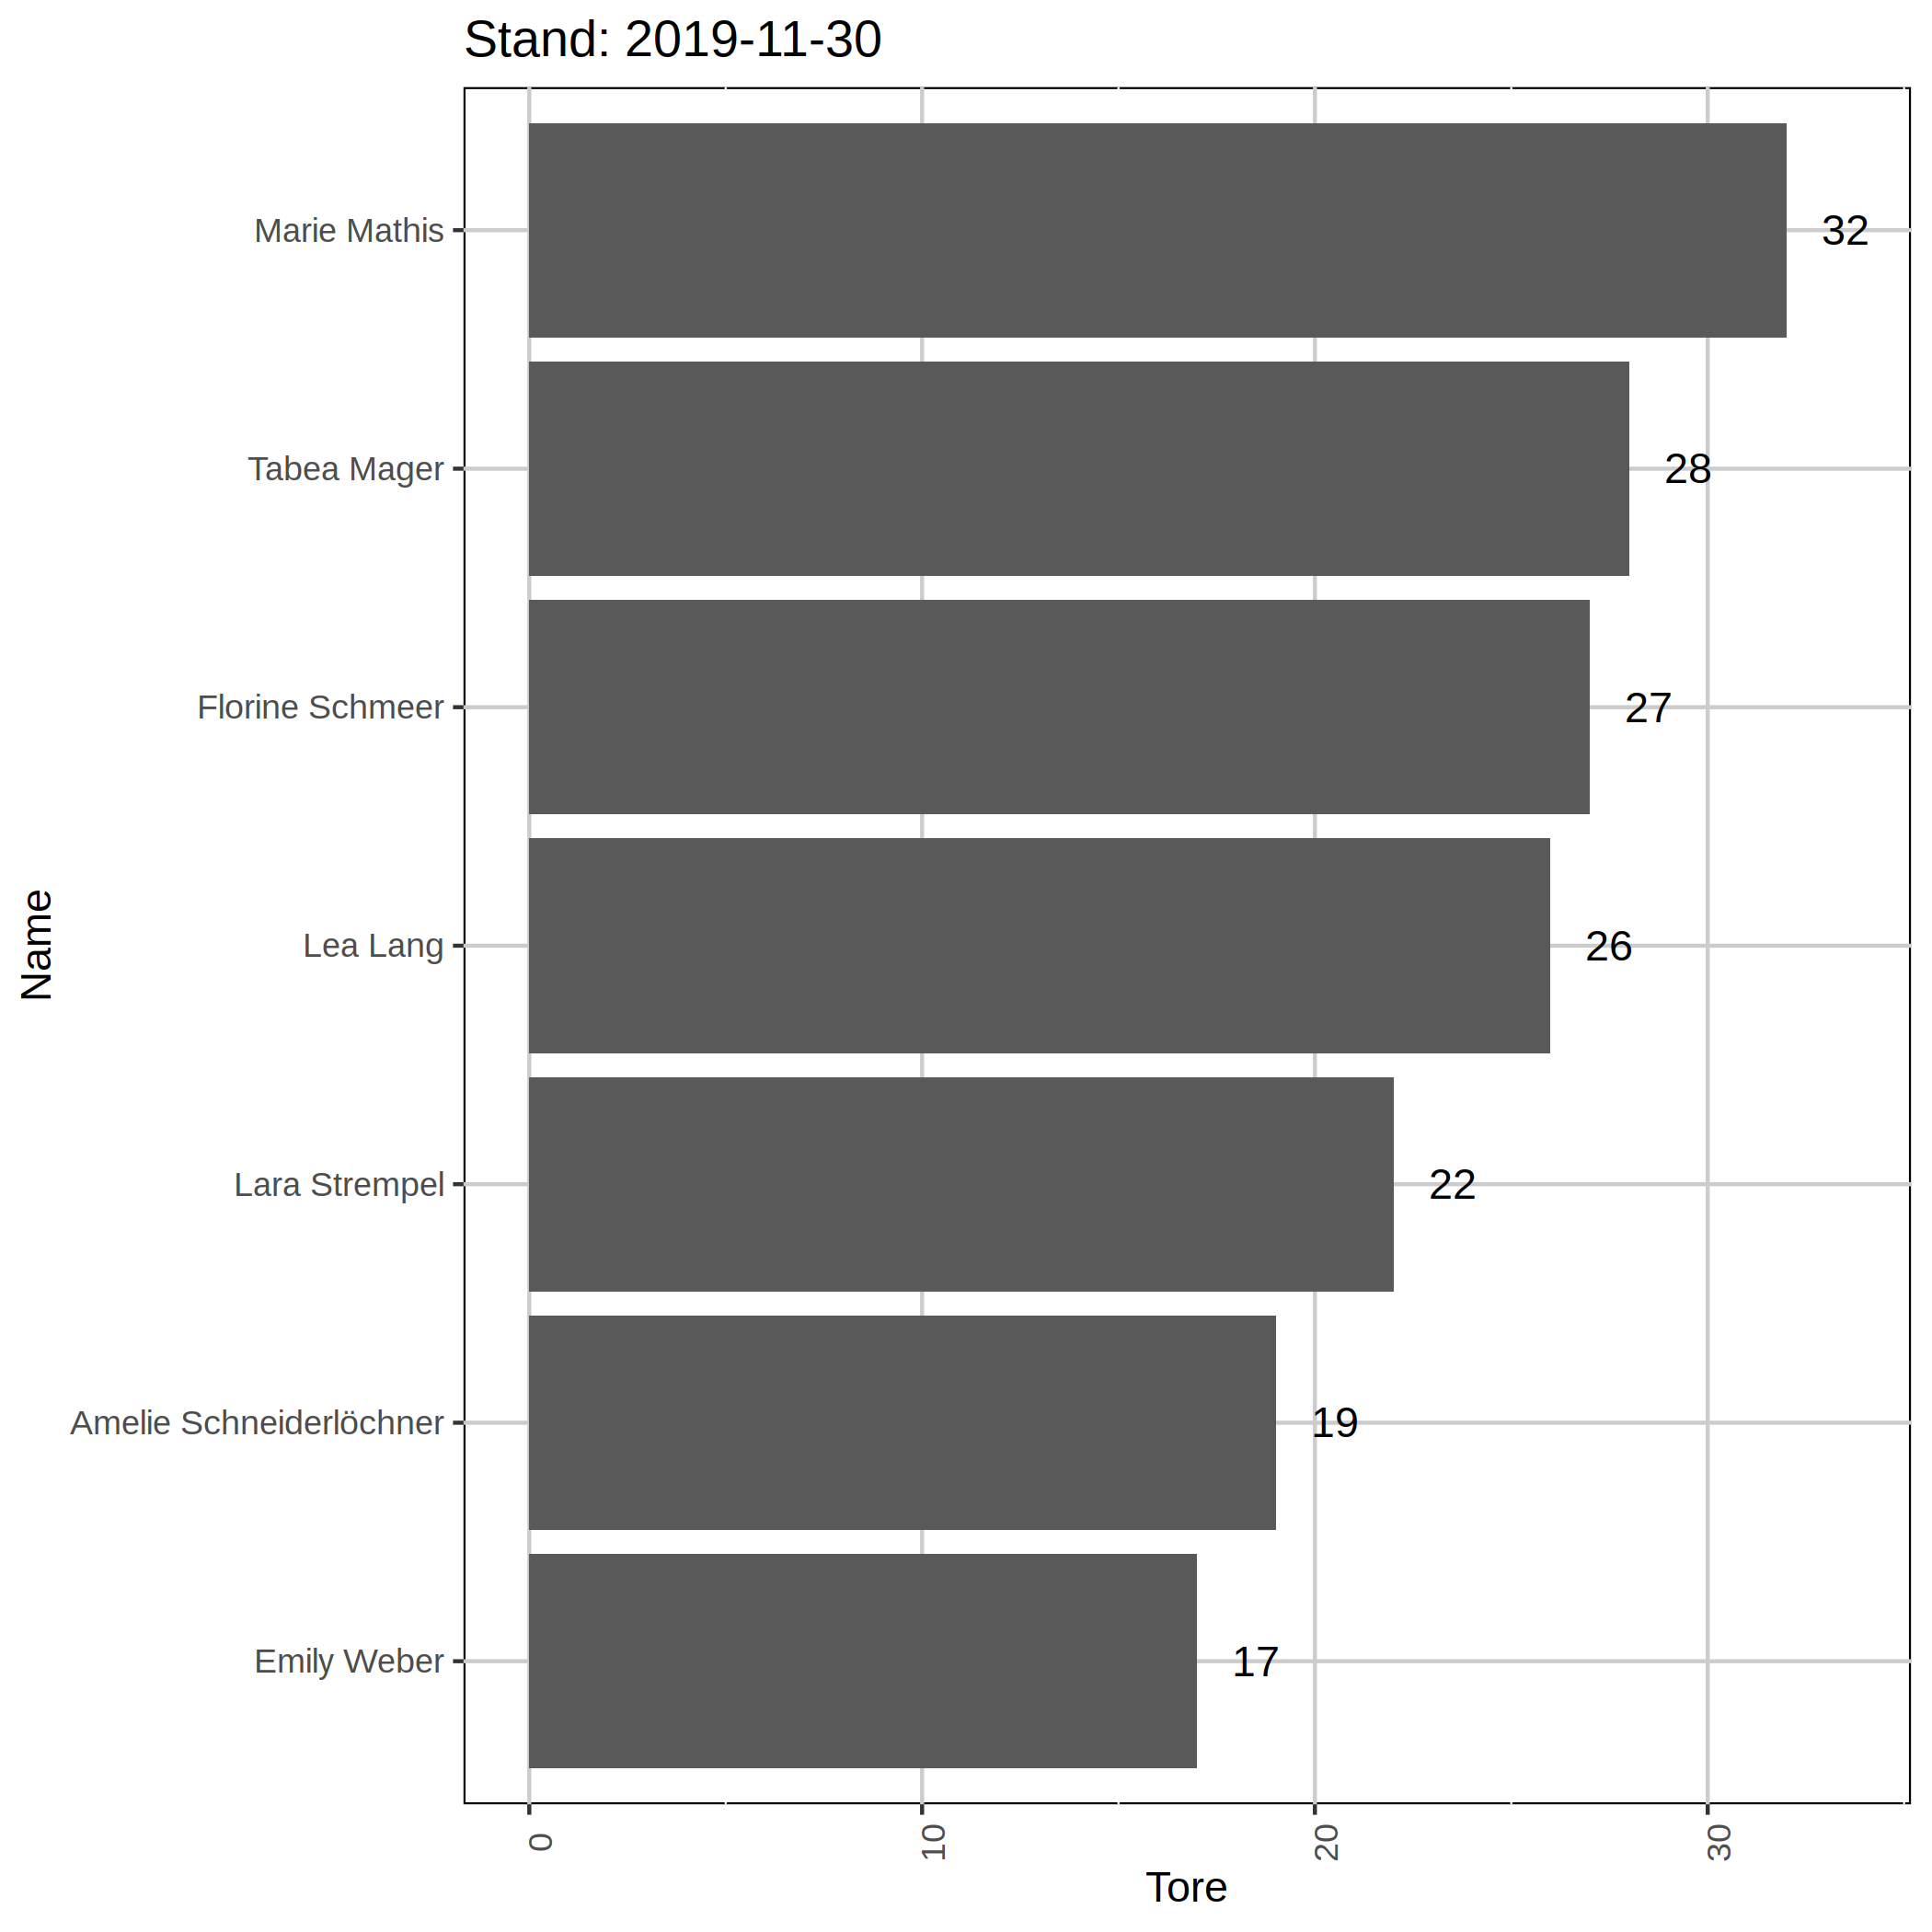 Stand: 2019-11-30
Marie Mathis
32
Tabea Mager
28
Florine Schmeer
27
Lea Lang
26
Lara Strempel
22
Amelie Schneiderlöchner
19
Emily Weber
17
Name
0
10
20
30
Tore